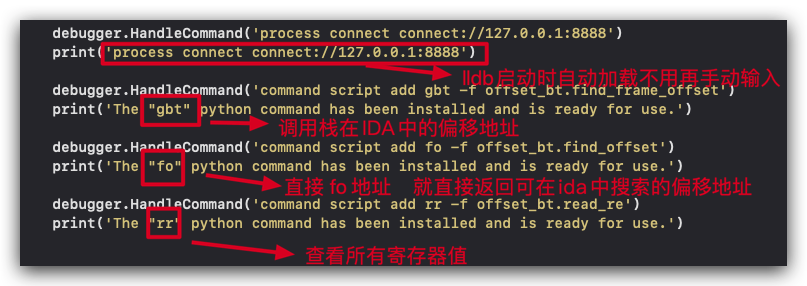 debugger.HandleCommand('process connect connect://127.0.0.1:8888')
print('process connect connect://127.0.0.1:8888')
lldb启动时自动加载不用再手动输入
debugger.HandleCommand('command script add gbt -f offset_bt.find_frame_offset')
print('The "gbt" python command has been installed and is ready for use.')
调用栈在IDA中的偏移地址
debugger.HandleCommand('command script add fo -f offset_bt.find_offset')
print('The "fo" python command has been installed and is ready for use.')
直接 fo 地址 就直接返回可在ida中搜索的偏移地址
debugger.HandleCommand('command script add rr -f offset_bt.read_re')
print('The "rr" python command has been installed and is ready for use.')
查看所有寄存器值